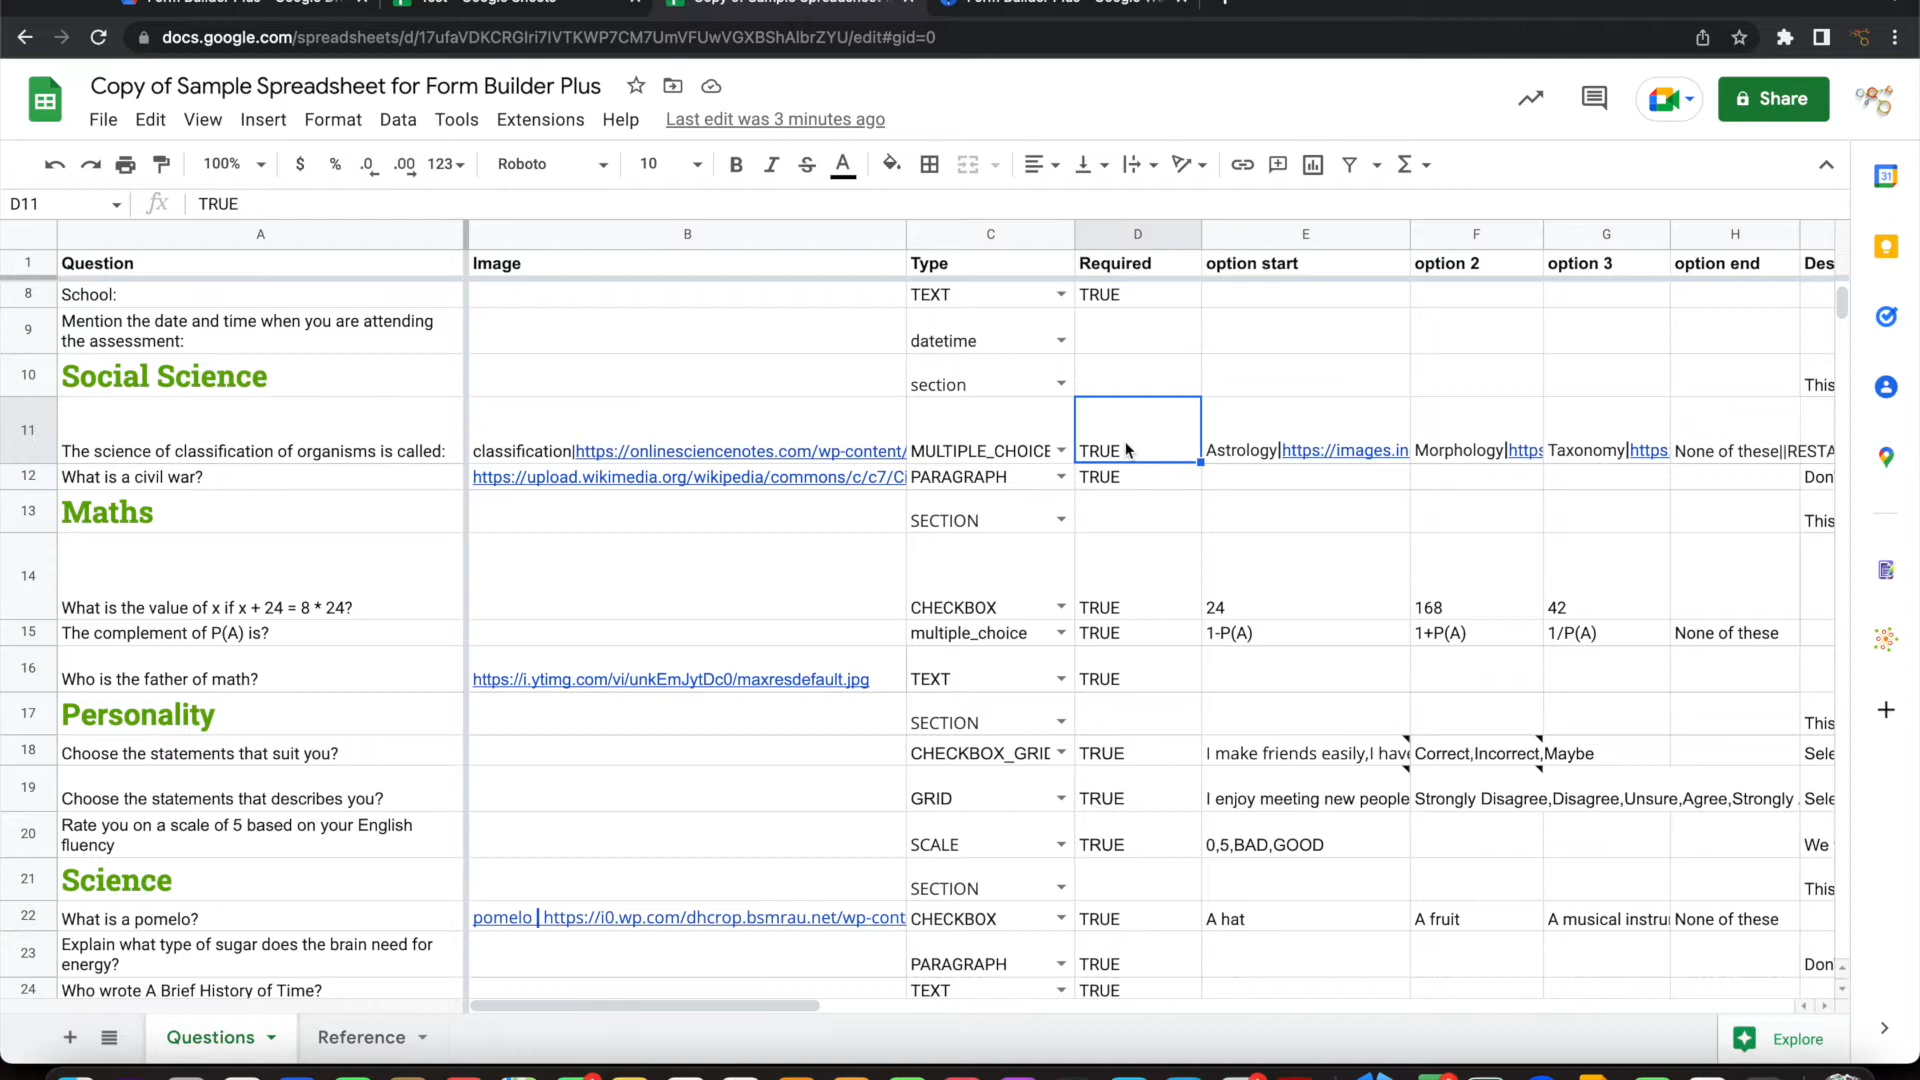 docs.google.com/spreadsheets/d/17ufaVDKCRGlri7IVTKWP7CM7UmVFUwVGXBShAlbrZYU/edit#gid=0
Copy of Sample Spreadsheet for Form Builder Plus
Share
File Edit View Insert Format Data Tools Extensions Help Last edit was 3 minutes ago
100% $ % .0 .00 123 Roboto 10 B I S A Σ
31
D11 fx TRUE
A B C D E F G H
1 Question Image Type Required option start option 2 option 3 option end Des
8 School: TEXT TRUE
9 Mention the date and time when you are attending
the assessment: datetime
10 Social Science section This
11 The science of classification of organisms is called: classification|https://onlinesciencenotes.com/wp-content/ MULTIPLE_CHOICE TRUE Astrology|https://images.in Morphology|https Taxonomy|https None of these||RESTA
12 What is a civil war? https://upload.wikimedia.org/wikipedia/commons/c/c7/Ci PARAGRAPH TRUE Don
13 Maths SECTION This
14 What is the value of x if x + 24 = 8 * 24? CHECKBOX TRUE 24 168 42
15 The complement of P(A) is? multiple_choice TRUE 1-P(A) 1+P(A) 1/P(A) None of these
16 Who is the father of math? https://i.ytimg.com/vi/unkEmJytDc0/maxresdefault.jpg TEXT TRUE
17 Personality SECTION This
18 Choose the statements that suit you? CHECKBOX_GRID TRUE I make friends easily,I have Correct,Incorrect,Maybe Sele
19 Choose the statements that describes you? GRID TRUE I enjoy meeting new people Strongly Disagree,Disagree,Unsure,Agree,Strongly Sele
20 Rate you on a scale of 5 based on your English
fluency SCALE TRUE 0,5,BAD,GOOD We
21 Science SECTION This
22 What is a pomelo? pomelo | https://i0.wp.com/dhcrop.bsmrau.net/wp-cont CHECKBOX TRUE A hat A fruit A musical instru None of these
23 Explain what type of sugar does the brain need for
energy? PARAGRAPH TRUE Don
24 Who wrote A Brief History of Time? TEXT TRUE
Questions Reference Explore